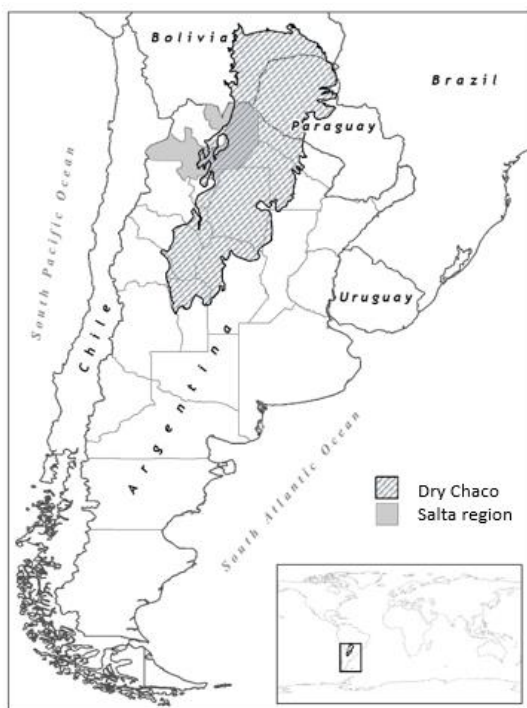 Bolivia
Brazil
Paraguay
South Pacific Ocean
Chile
Uruguay
Argentina
South Atlantic Ocean
Dry Chaco
Salta region